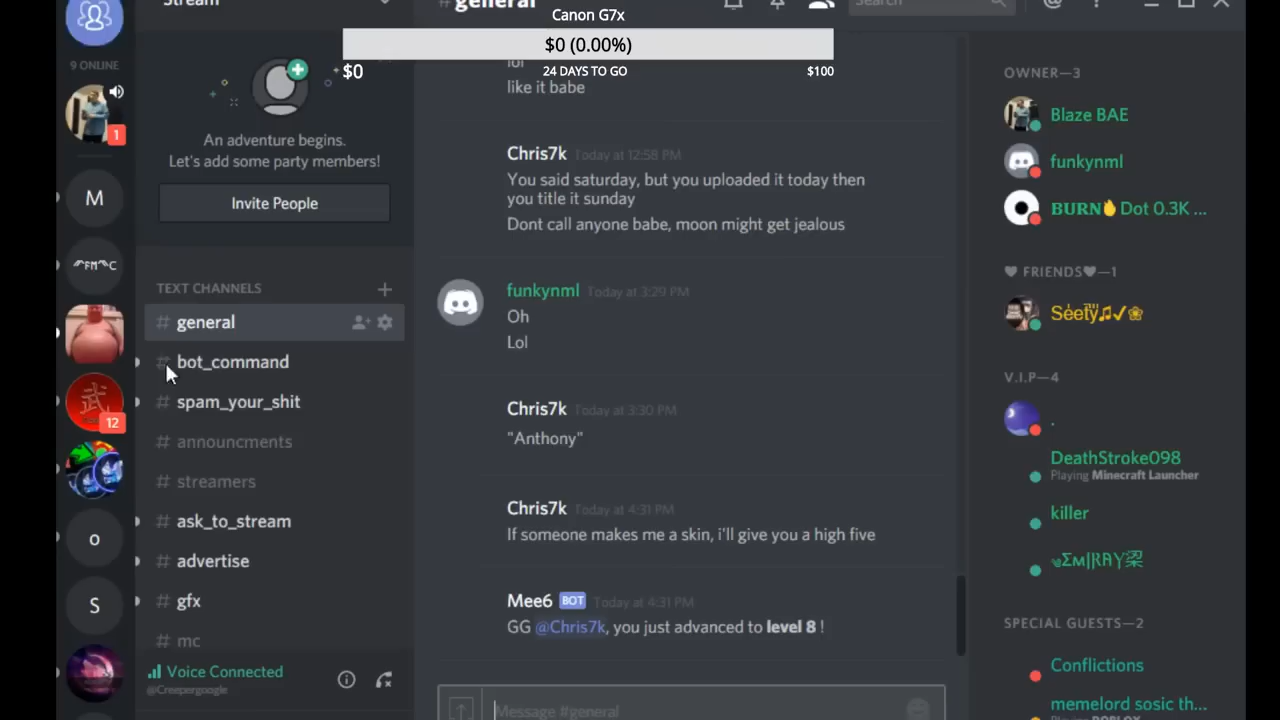 Stream
#general
Search
Canon G7x
$0 (0.00%)
$0
24 DAYS TO GO
$100
9 ONLINE
1
M
12
o
S
An adventure begins.
Let's add some party members!
Invite People
TEXT CHANNELS
# general
# bot_command
# spam_your_shit
# announcments
# streamers
# ask_to_stream
# advertise
# gfx
# mc
Voice Connected
@Creepergoogle
lol
like it babe
Chris7k Today at 12:58 PM
You said saturday, but you uploaded it today then
you title it sunday
Dont call anyone babe, moon might get jealous
funkynml Today at 3:29 PM
Oh
Lol
Chris7k Today at 3:30 PM
"Anthony"
Chris7k Today at 4:31 PM
If someone makes me a skin, i'll give you a high five
Mee6 BOT Today at 4:31 PM
GG @Chris7k, you just advanced to level 8 !
Message #general
OWNER—3
Blaze BAE
funkynml
𝐁𝐔𝐑𝐍🔥Dot 0.3K ...
♥ FRIENDS♥—1
V.I.P—4
.
DeathStroke098
Playing Minecraft Launcher
killer
SPECIAL GUESTS—2
Conflictions
memelord sosic th...
Playing ROBLOX